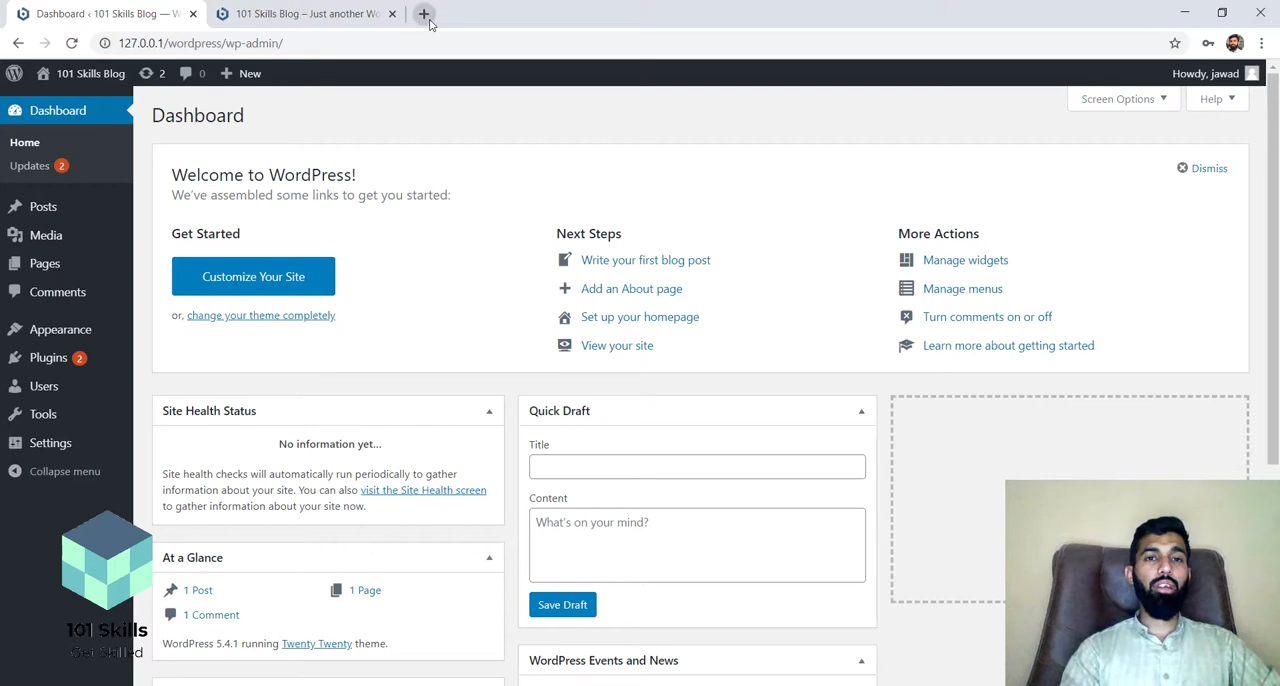 Dashboard ‹ 101 Skills Blog — W
101 Skills Blog – Just another Wo
127.0.0.1/wordpress/wp-admin/
101 Skills Blog 2 0 New
Howdy, jawad
Dashboard
Home
Updates 2
Posts
Media
Pages
Comments
Appearance
Plugins 2
Users
Tools
Settings
Collapse menu
Screen Options
Help
Dashboard
Welcome to WordPress!
We've assembled some links to get you started:
Dismiss
Get Started
Customize Your Site
or, change your theme completely
Next Steps
Write your first blog post
Add an About page
Set up your homepage
View your site
More Actions
Manage widgets
Manage menus
Turn comments on or off
Learn more about getting started
Site Health Status
No information yet...
Site health checks will automatically run periodically to gather
information about your site. You can also visit the Site Health screen
to gather information about your site now.
At a Glance
1 Post
1 Page
1 Comment
WordPress 5.4.1 running Twenty Twenty theme.
Quick Draft
Title
Content
What's on your mind?
Save Draft
WordPress Events and News
101 Skills
Get Skilled